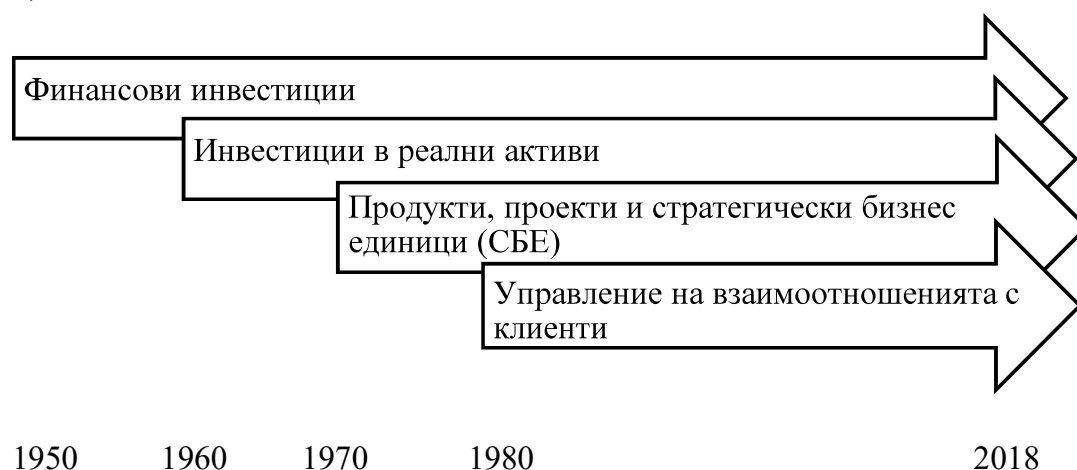 Финансови инвестиции
Инвестиции в реални активи
Продукти, проекти и стратегически бизнес
единици (СБЕ)
Управление на взаимоотношенията с
клиенти
1950 1960 1970 1980 2018